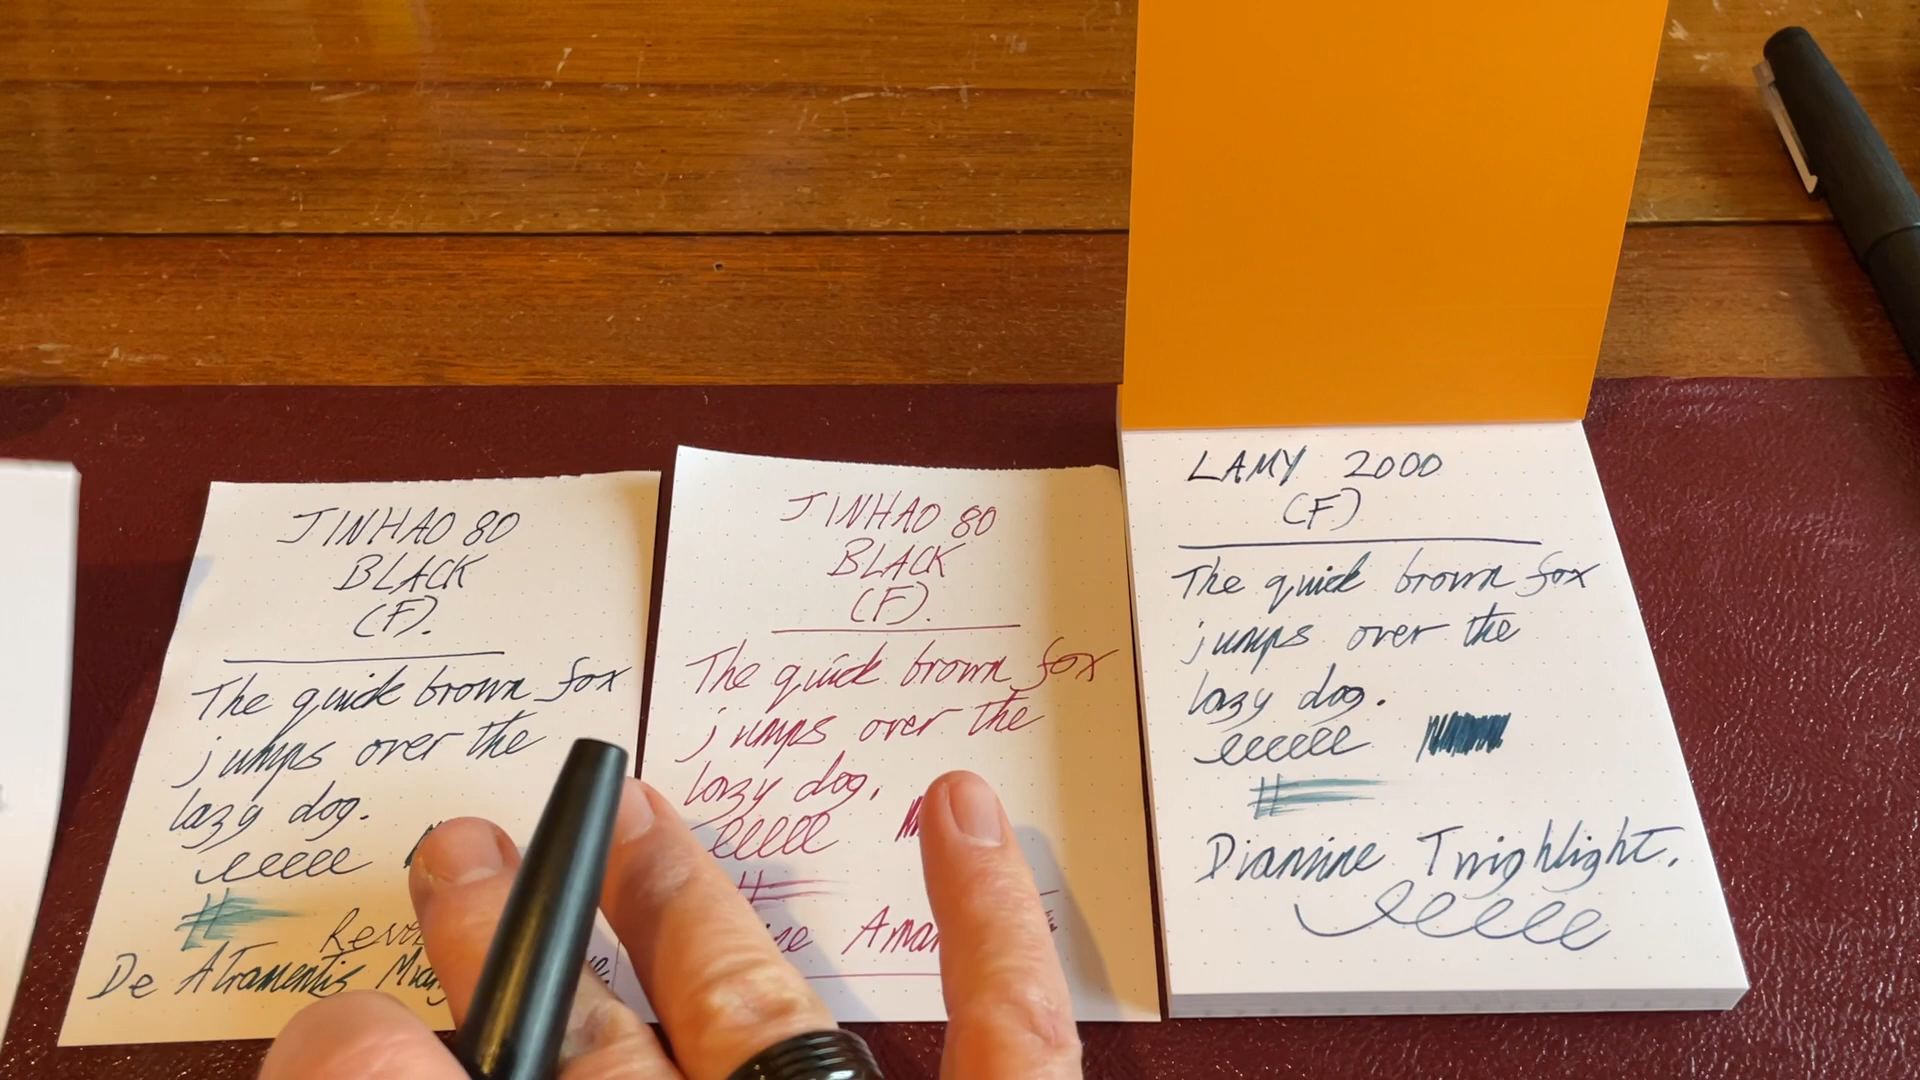 JINHAO 80
BLACK
(F).
The quick brown fox
jumps over the
lazy dog.
eeeee
De Atramentis
JINHAO 80
BLACK
(F).
The quick brown fox
jumps over the
lazy dog.
eeeee
LAMY 2000
(F)
The quick brown fox
jumps over the
lazy dog.
eeeeee
Diamine Twighlight.
eeeee